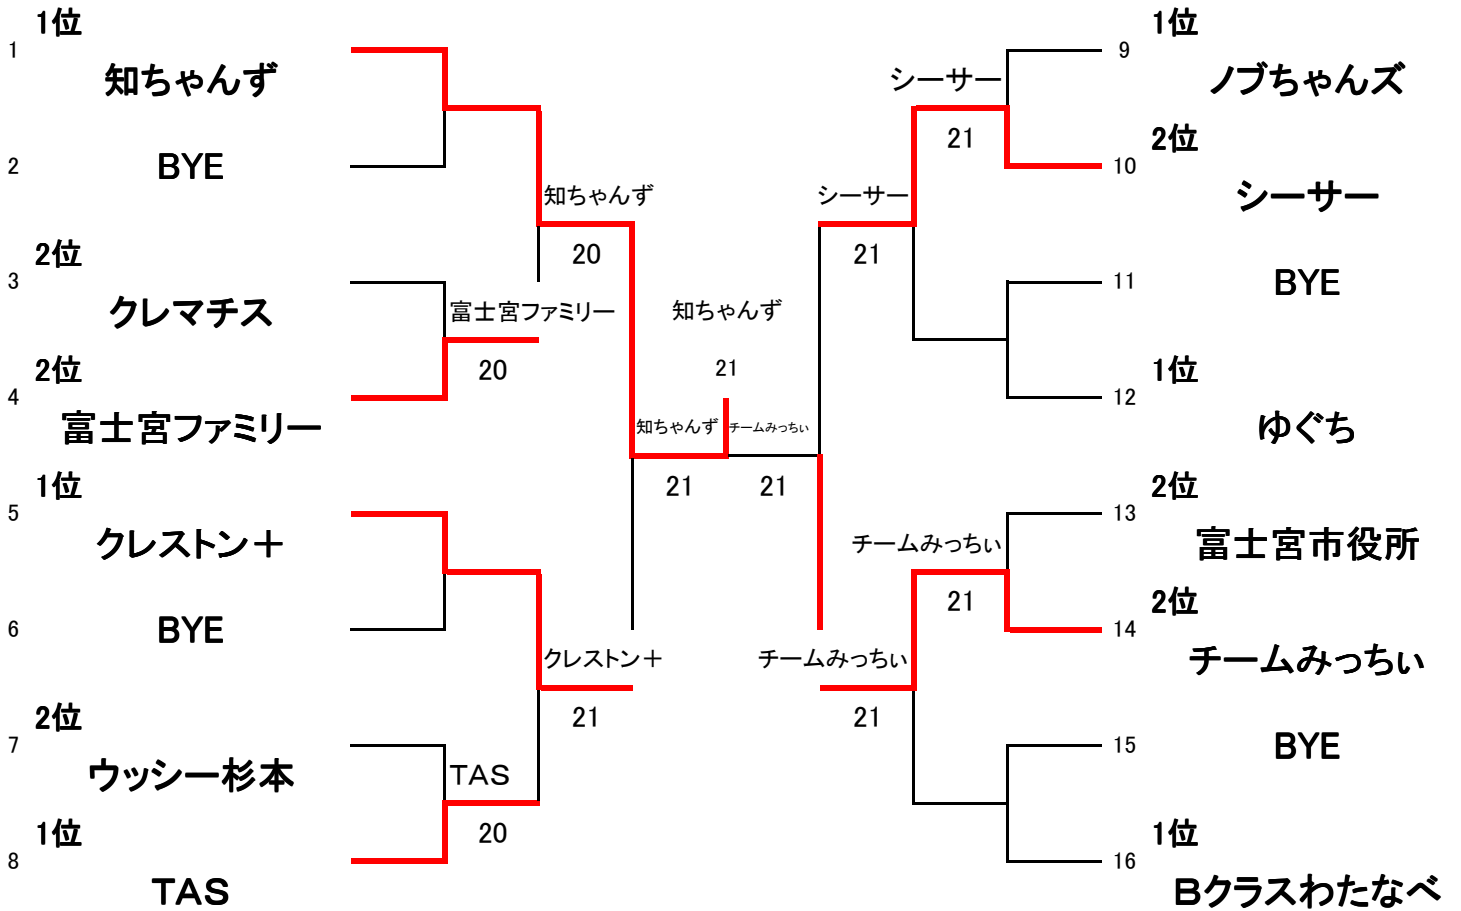 1位
1
知ちゃんず
2
BYE
2位
3
クレマチス
2位
4
富士宮ファミリー
1位
5
クレストン＋
6
BYE
2位
7
ウッシー杉本
1位
8
TAS
知ちゃんず
20
富士宮ファミリー
20
クレストン＋
21
TAS
20
知ちゃんず
21
知ちゃんず
21
チームみっちぃ
21
シーサー
21
シーサー
21
チームみっちぃ
21
チームみっちぃ
21
1位
9
ノブちゃんズ
2位
10
シーサー
11
BYE
1位
12
ゆぐち
2位
13
富士宮市役所
2位
14
チームみっちぃ
15
BYE
1位
16
Bクラスわたなべ